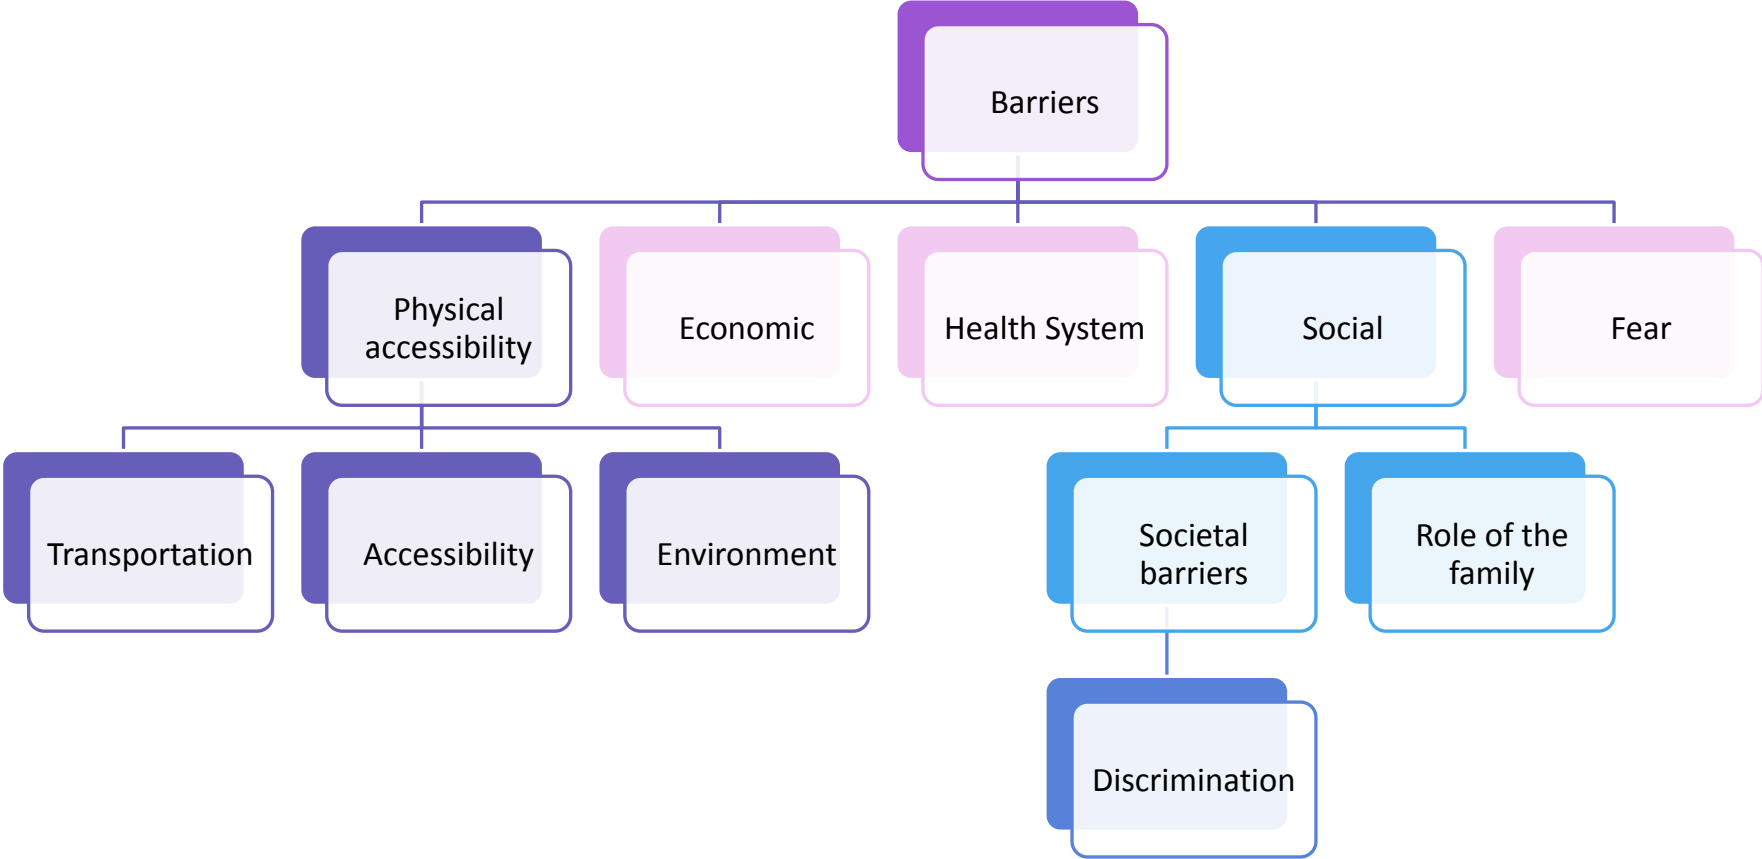 Barriers
Physical
accessibility
Economic
Health System
Social
Fear
Transportation
Accessibility
Environment
Societal
barriers
Role of the
family
Discrimination